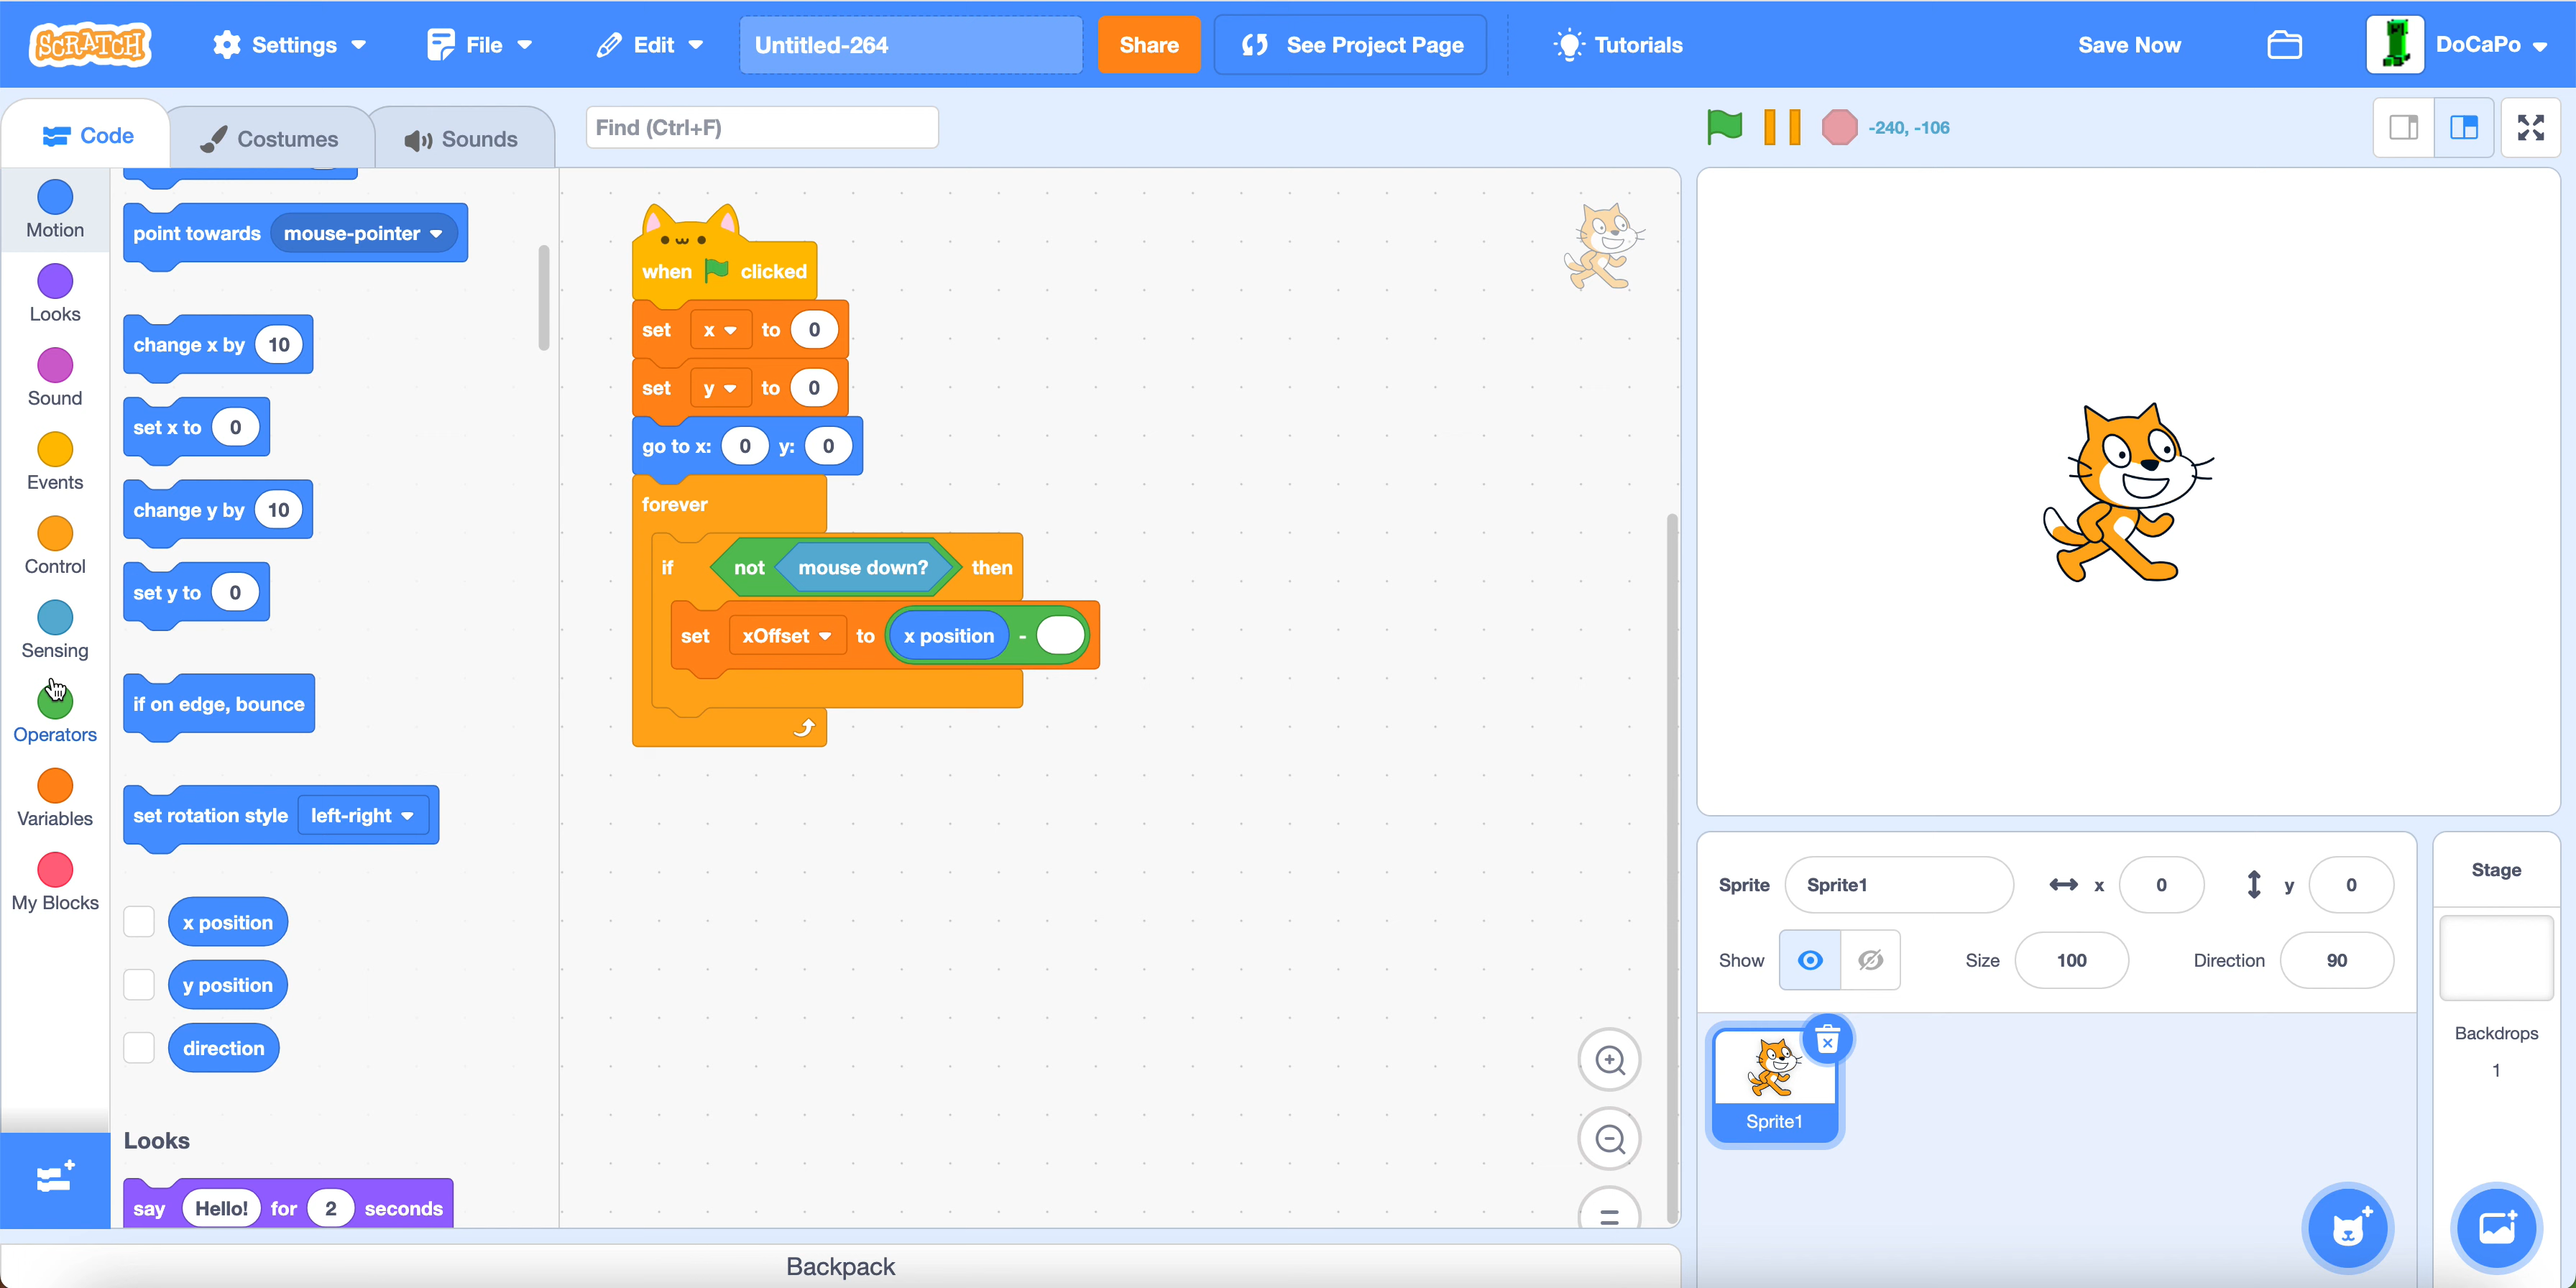 SCRATCH
Settings
File
Edit
Untitled-264
Share
See Project Page
Tutorials
Save Now
DoCaPo
Code
Costumes
Sounds
Find (Ctrl+F)
-240, -106
Motion
Looks
Sound
Events
Control
Sensing
Operators
Variables
My Blocks
point towards mouse-pointer
change x by 10
set x to 0
change y by 10
set y to 0
if on edge, bounce
set rotation style left-right
x position
y position
direction
Looks
say Hello! for 2 seconds
when clicked
set x to 0
set y to 0
go to x: 0 y: 0
forever
if not mouse down? then
set xOffset to x position -
Backpack
Sprite Sprite1 x 0 y 0
Show Size 100 Direction 90
Sprite1
Stage
Backdrops
1